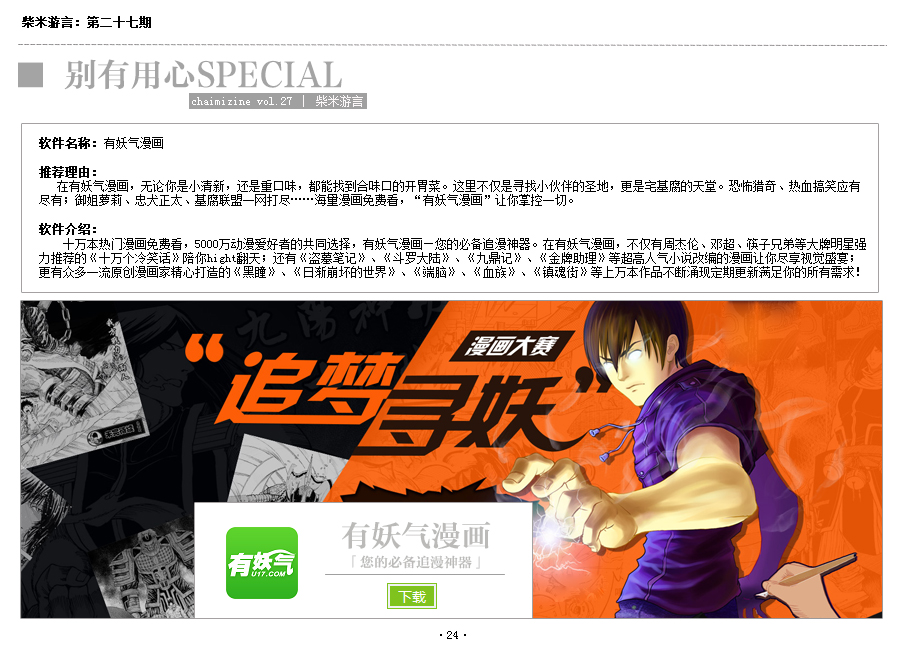 柴米游言：第二十七期
别有用心SPECIAL
chaimizine vol.27 | 柴米游言
软件名称：有妖气漫画
推荐理由：
在有妖气漫画，无论你是小清新，还是重口味，都能找到合味口的开胃菜。这里不仅是寻找小伙伴的圣地，更是宅基腐的天堂。恐怖猎奇、热血搞笑应有
尽有；御姐萝莉、忠犬正太、基腐联盟一网打尽……海量漫画免费看，“有妖气漫画”让你掌控一切。
软件介绍：
十万本热门漫画免费看，5000万动漫爱好者的共同选择，有妖气漫画—您的必备追漫神器。在有妖气漫画，不仅有周杰伦、邓超、筷子兄弟等大牌明星强
力推荐的《十万个冷笑话》陪你hight翻天；还有《盗墓笔记》、《斗罗大陆》、《九鼎记》、《金牌助理》等超高人气小说改编的漫画让你尽享视觉盛宴；
更有众多一流原创漫画家精心打造的《黑瞳》、《日渐崩坏的世界》、《端脑》、《血族》、《镇魂街》等上万本作品不断涌现定期更新满足你的所有需求！
漫画大赛
“追梦
寻妖”
有妖气
U17.COM
有妖气漫画
「您的必备追漫神器」
下载
·24·